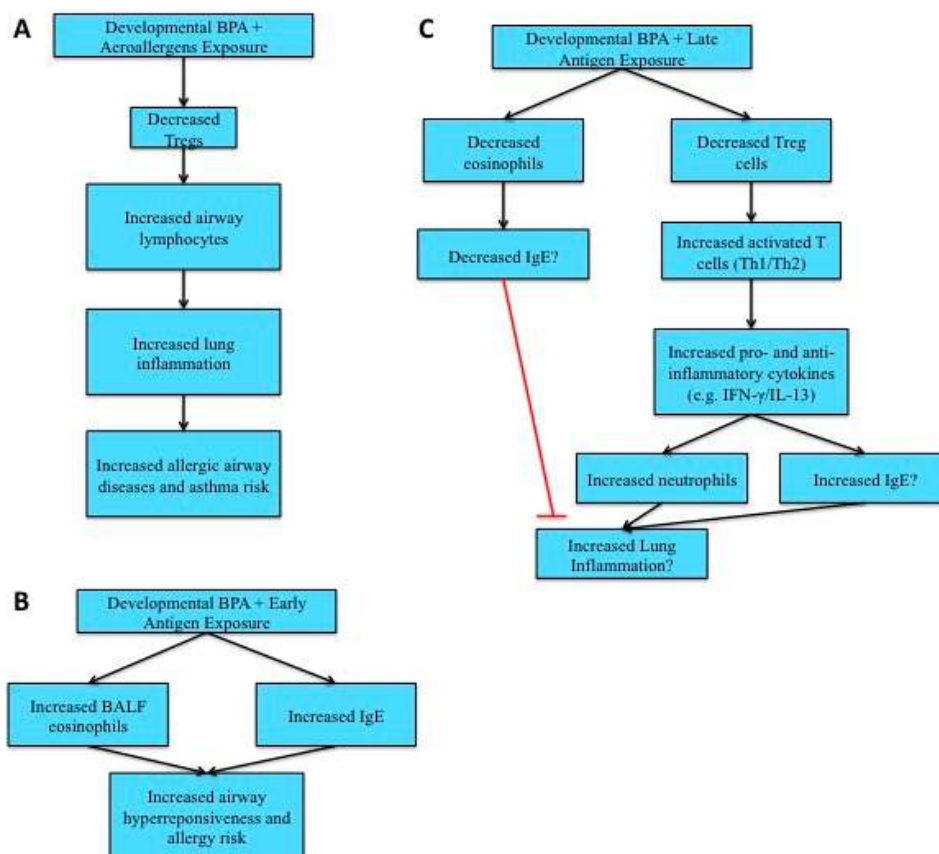 A
Developmental BPA +
Aeroallergens Exposure
Decreased
Tregs
Increased airway
lymphocytes
Increased lung
inflammation
Increased allergic airway
diseases and asthma risk
B
Developmental BPA + Early
Antigen Exposure
Increased BALF
eosinophils
Increased IgE
Increased airway
hyperreponsiveness and
allergy risk
C
Developmental BPA + Late
Antigen Exposure
Decreased
eosinophils
Decreased Treg
cells
Decreased IgE?
Increased activated T
cells (Th1/Th2)
Increased pro- and anti-
inflammatory cytokines
(e.g. IFN-γ/IL-13)
Increased neutrophils
Increased IgE?
Increased Lung
Inflammation?